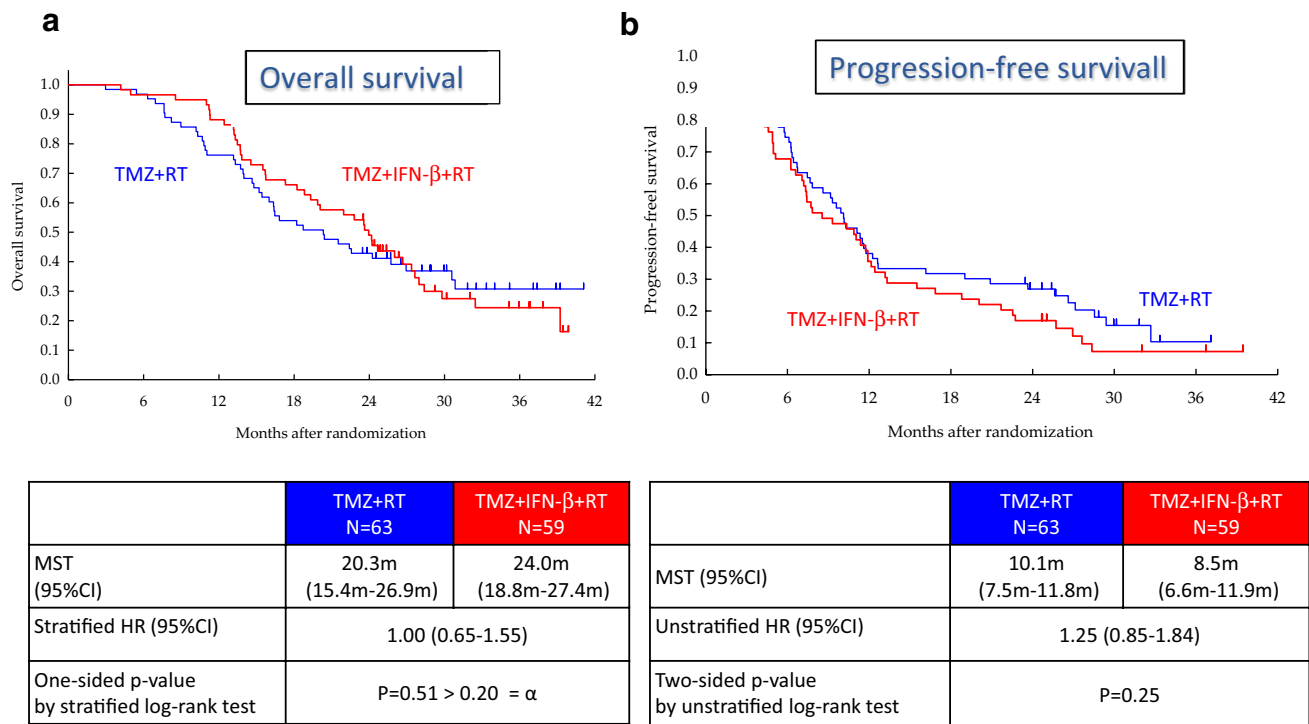 a
Overall survival
1.0
0.9
0.8
0.7
0.6
0.5
0.4
0.3
0.2
0.1
0.0
Overall survival
TMZ+RT
TMZ+IFN-β+RT
0 6 12 18 24 30 36 42
Months after randomization
b
Progression-free survivall
1.0
0.9
0.8
0.7
0.6
0.5
0.4
0.3
0.2
0.1
0.0
Progression-freel survival
TMZ+IFN-β+RT
TMZ+RT
0 6 12 18 24 30 36 42
Months after randomization
TMZ+RT TMZ+IFN-β+RT
N=63 N=59
MST 20.3m 24.0m
(95%CI) (15.4m-26.9m) (18.8m-27.4m)
Stratified HR (95%CI) 1.00 (0.65-1.55)
One-sided p-value
by stratified log-rank test P=0.51 > 0.20 = α
TMZ+RT TMZ+IFN-β+RT
N=63 N=59
MST (95%CI) 10.1m 8.5m
(7.5m-11.8m) (6.6m-11.9m)
Unstratified HR (95%CI) 1.25 (0.85-1.84)
Two-sided p-value
by unstratified log-rank test P=0.25